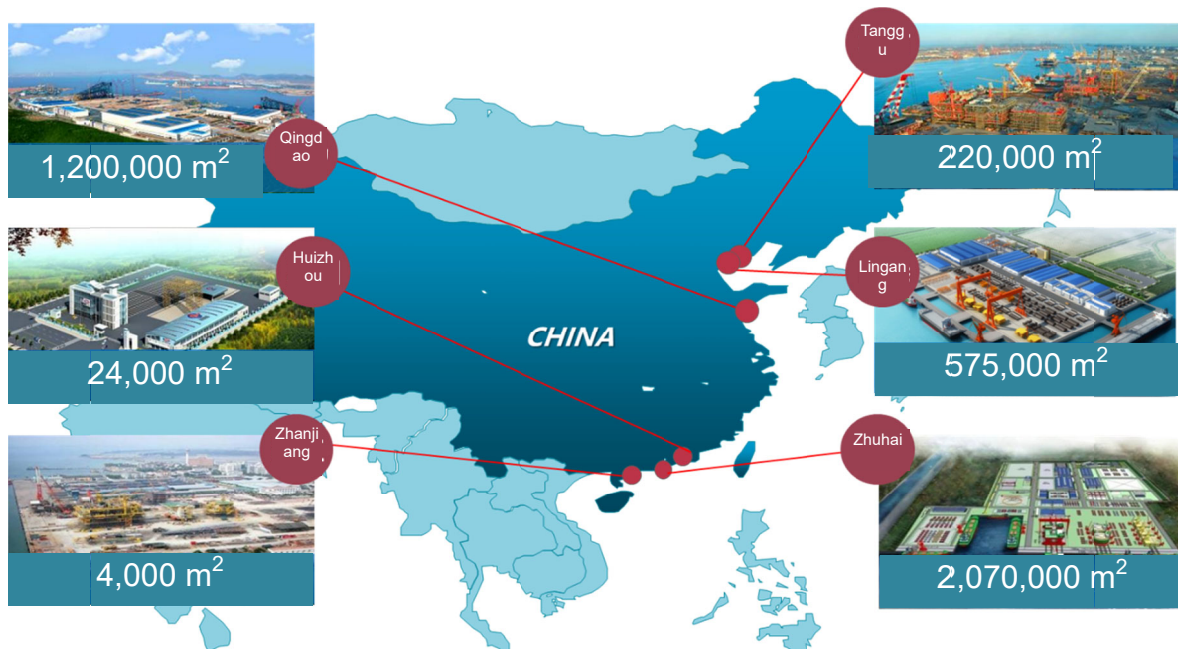 Tangg
u
Qingd
ao
1,200,000 m²
220,000 m²
Huizh
ou
Lingan
g
CHINA
24,000 m²
575,000 m²
Zhanji
ang
Zhuhai
4,000 m²
2,070,000 m²